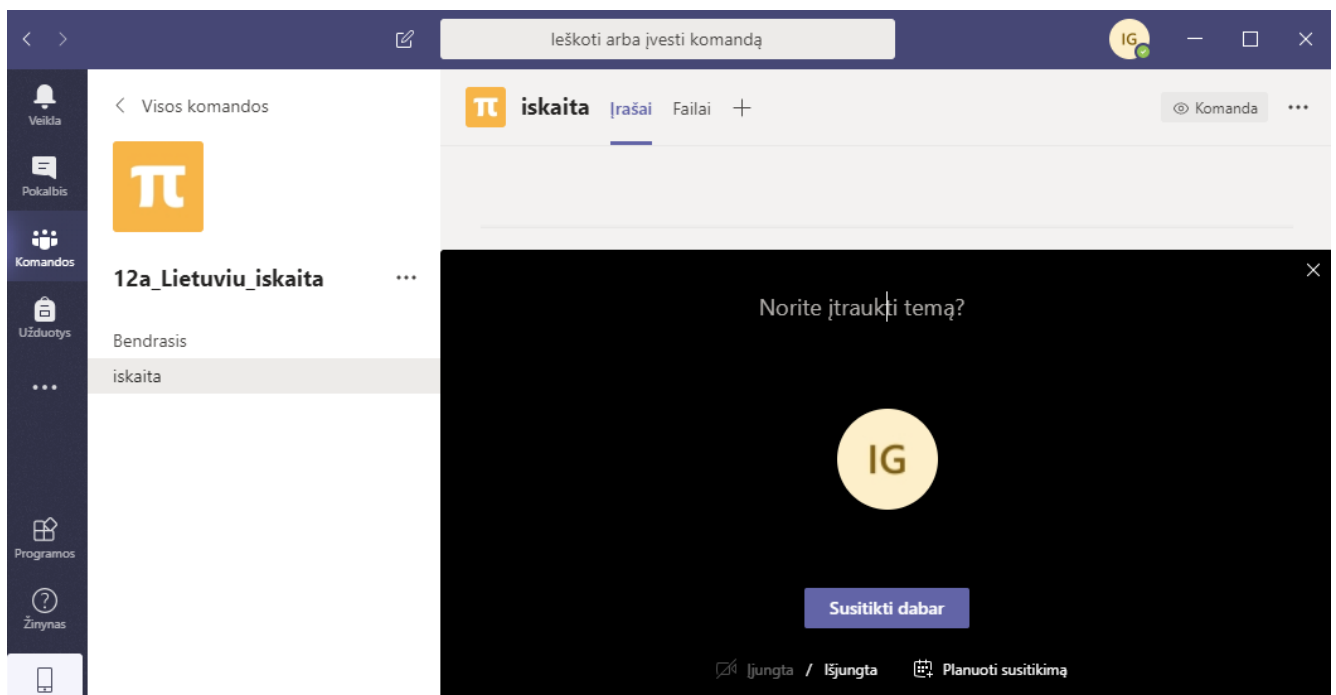 Ieškoti arba įvesti komandą
IG
Veikla
Pokalbis
Komandos
Užduotys
Programos
Žinynas
Visos komandos
π
12a_Lietuviu_iskaita
Bendrasis
iskaita
π iskaita Įrašai Failai Komanda
Norite įtraukti temą?
IG
Susitikti dabar
Įjungta / Išjungta Planuoti susitikimą